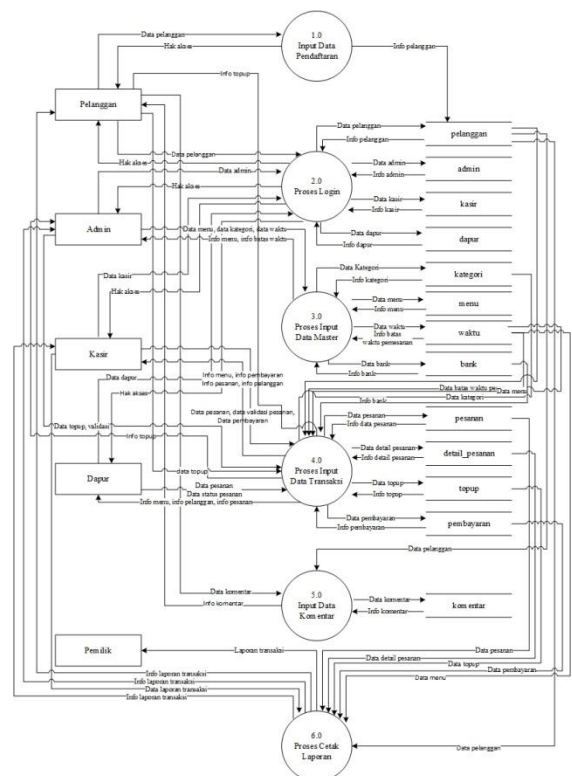 Data pelanggan
Hak akses
Info topup
1.0
Input Data
Pendaftaran
Info pelanggan
Pelanggan
Data pelanggan
Hak akses
Data admin
Hak akses
2.0
Proses Login
Data pelanggan
Info pelanggan
pelanggan
Data admin
Info admin
admin
Data kasir
Info kasir
kasir
Data dapur
Info dapur
dapur
Admin
Data menu, data kategori, data waktu
Info menu, info batas waktu
Data kasir
Hak akses
3.0
Proses Input
Data Master
Data Kategori
Info kategori
kategori
Data menu
Info menu
menu
Data waktu
Info batas
waktu pemesanan
waktu
Data bank
Info bank
bank
Kasir
Data dapur
Hak akses
Info menu, info pembayaran
Info pesanan, info pelanggan
Data pesanan, data validasi pesanan,
Data pembayaran
Data menu
Data kategori
Info bank
Data topup, validasi
Info topup
data topup
4.0
Proses Input
Data Transaksi
Data pesanan
Info data pesanan
pesanan
Data detail pesanan
Info detail pesanan
detail_pesanan
Data topup
Info topup
topup
Data pembayaran
Info pembayaran
pembayaran
Dapur
Data pesanan
Data status pesanan
Info menu, info pelanggan, info pesanan
Data pelanggan
Data komentar
Info komentar
5.0
Input Data
Komentar
Data komentar
Info komentar
komentar
Pemilik
Laporan transaksi
Data pesanan
Data detail pesanan
Data topup
Data pembayaran
Data menu
Info laporan transaksi
Info laporan transaksi
Data laporan transaksi
Info laporan transaksi
6.0
Proses Cetak
Laporan
Data pelanggan